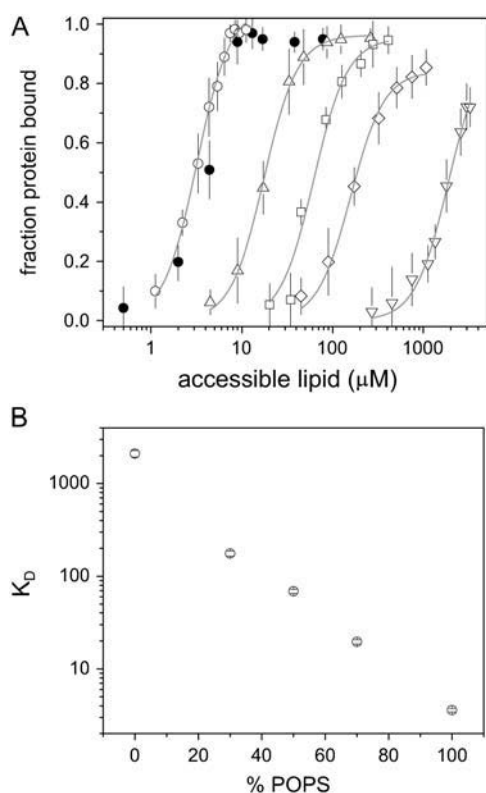 A
1.0
0.8
0.6
0.4
0.2
0.0
fraction protein bound
1 10 100 1000
accessible lipid (μM)
B
1000
100
10
K_D
0 20 40 60 80 100
% POPS